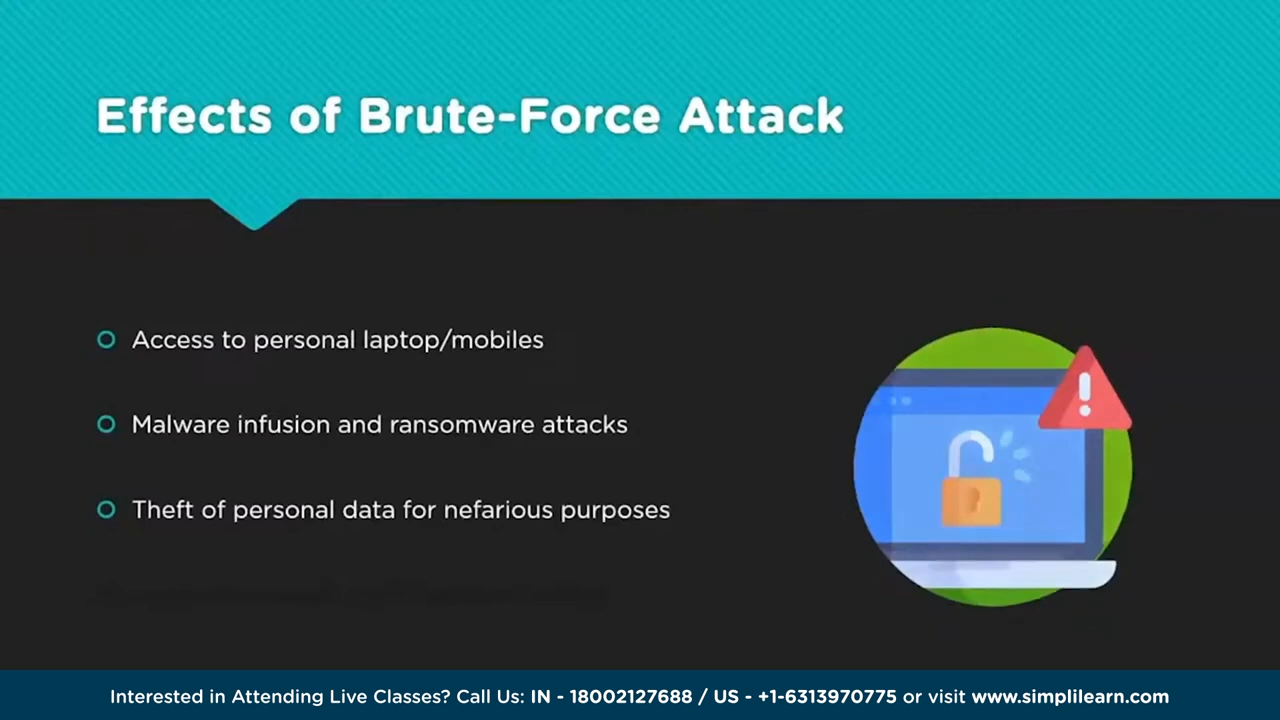 Effects of Brute-Force Attack
Access to personal laptop/mobiles
Malware infusion and ransomware attacks
Theft of personal data for nefarious purposes
Interested in Attending Live Classes? Call Us: IN - 18002127688 / US - +1-6313970775 or visit www.simplilearn.com